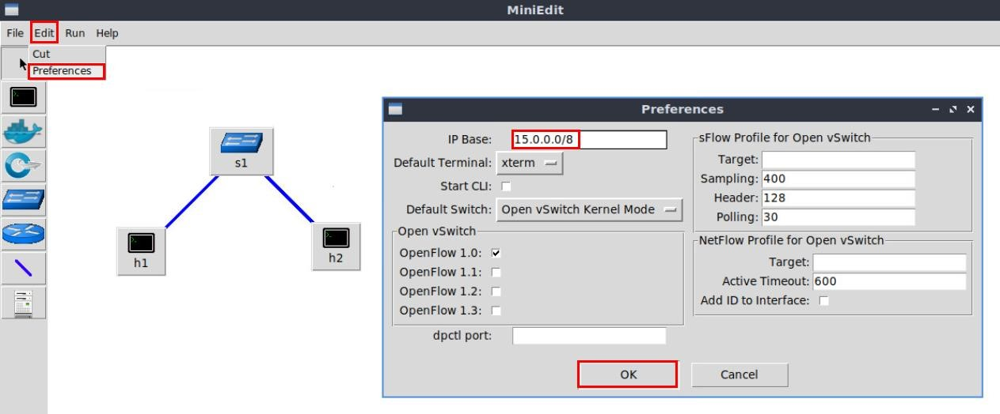 MiniEdit
File Edit Run Help
Cut
Preferences
s1
h1
h2
Preferences
IP Base: 15.0.0.0/8
Default Terminal: xterm
Start CLI:
Default Switch: Open vSwitch Kernel Mode
Open vSwitch
OpenFlow 1.0:
OpenFlow 1.1:
OpenFlow 1.2:
OpenFlow 1.3:
dpctl port:
sFlow Profile for Open vSwitch
Target:
Sampling: 400
Header: 128
Polling: 30
NetFlow Profile for Open vSwitch
Target:
Active Timeout: 600
Add ID to Interface:
OK
Cancel